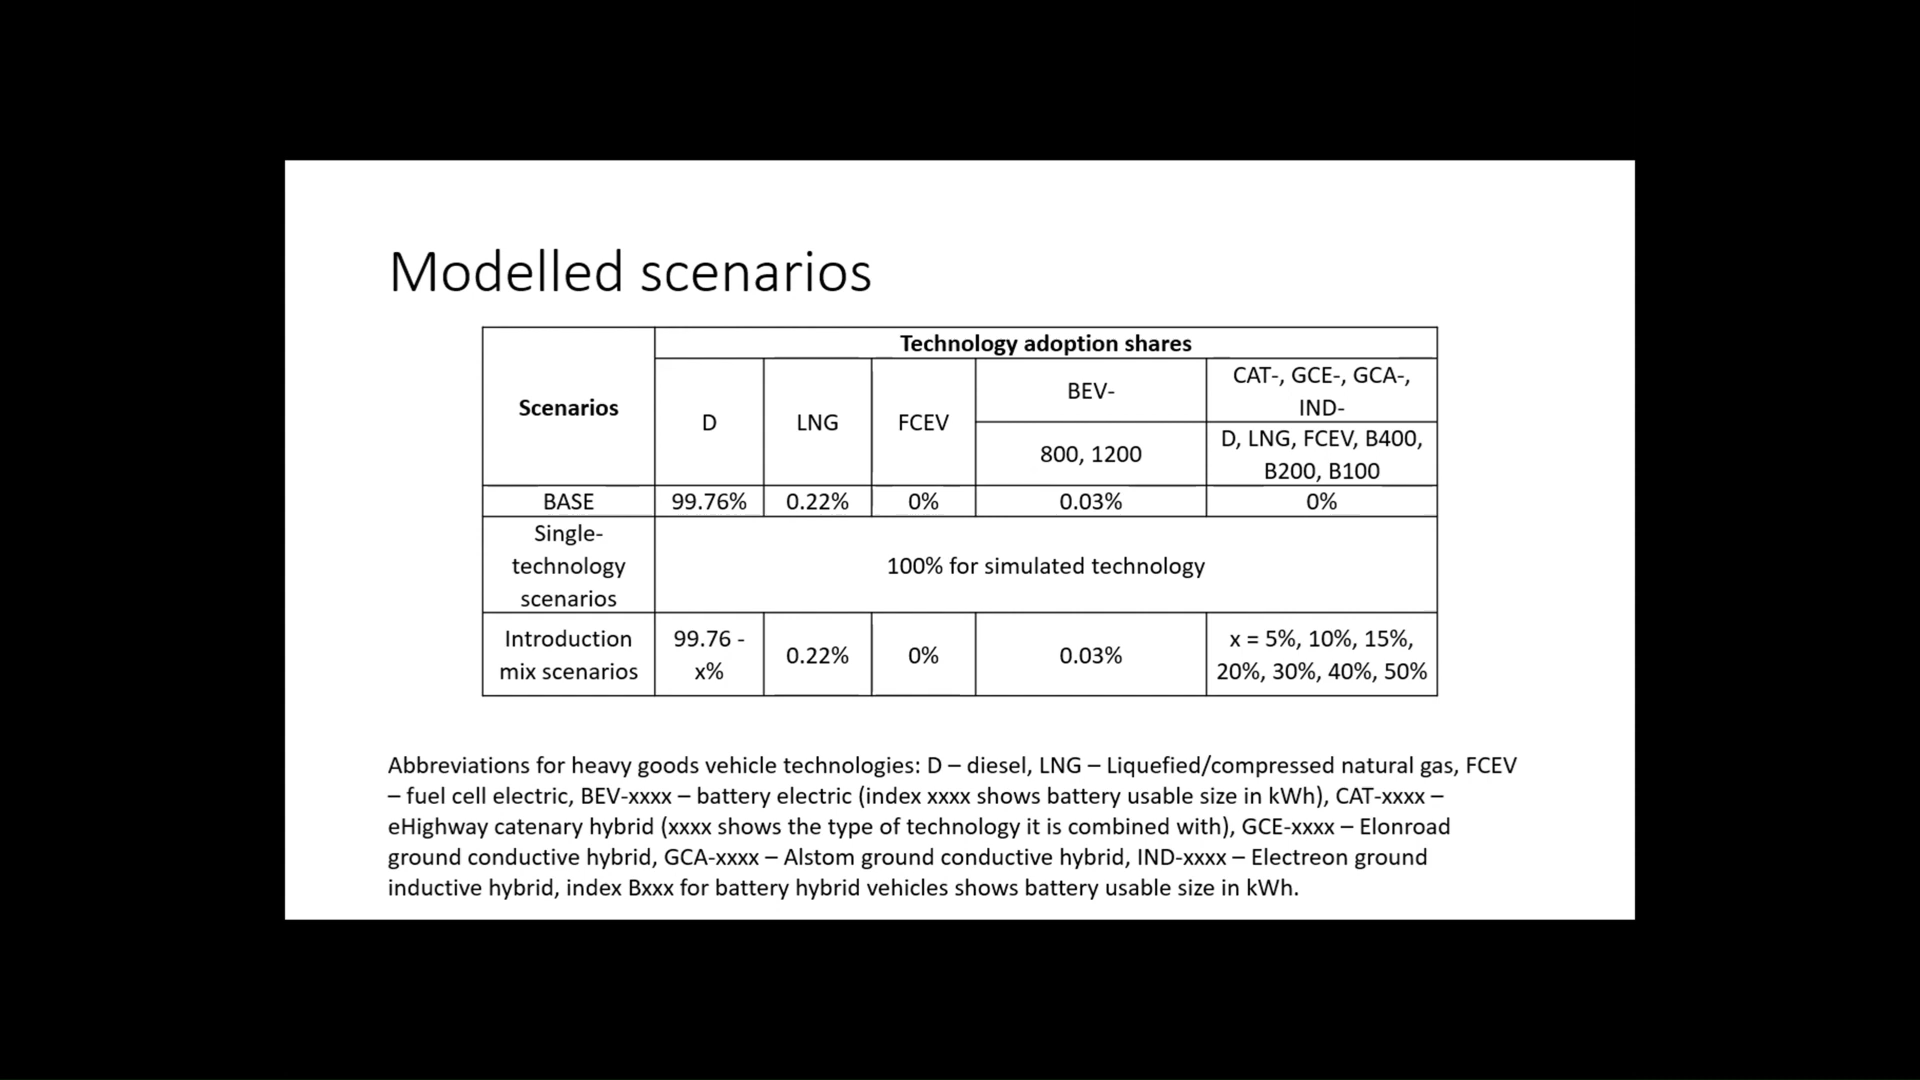 Modelled scenarios
Technology adoption shares
Scenarios
D
LNG
FCEV
BEV-
CAT-, GCE-, GCA-,
IND-
800, 1200
D, LNG, FCEV, B400,
B200, B100
BASE
99.76%
0.22%
0%
0.03%
0%
Single-
technology
scenarios
100% for simulated technology
Introduction
mix scenarios
99.76 -
x%
0.22%
0%
0.03%
x = 5%, 10%, 15%,
20%, 30%, 40%, 50%
Abbreviations for heavy goods vehicle technologies: D – diesel, LNG – Liquefied/compressed natural gas, FCEV
– fuel cell electric, BEV-xxxx – battery electric (index xxxx shows battery usable size in kWh), CAT-xxxx –
eHighway catenary hybrid (xxxx shows the type of technology it is combined with), GCE-xxxx – Elonroad
ground conductive hybrid, GCA-xxxx – Alstom ground conductive hybrid, IND-xxxx – Electreon ground
inductive hybrid, index Bxxx for battery hybrid vehicles shows battery usable size in kWh.